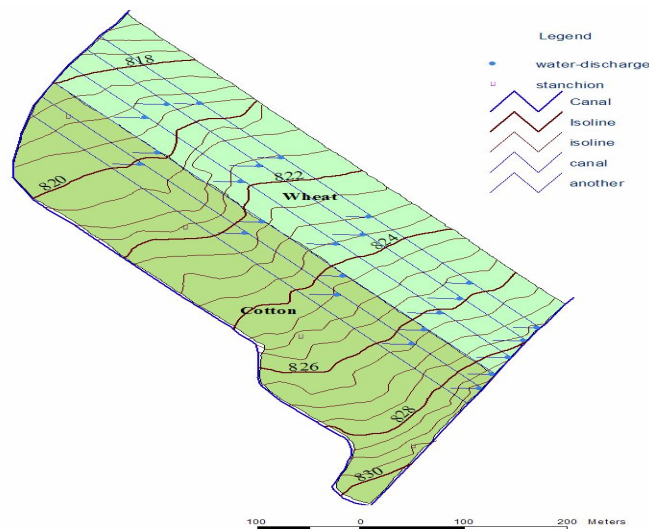 Legend
water-discharge
stanchion
Canal
Isoline
isoline
canal
another
818
820
822
Wheat
824
Cotton
826
828
830
100 0 100 200 Meters